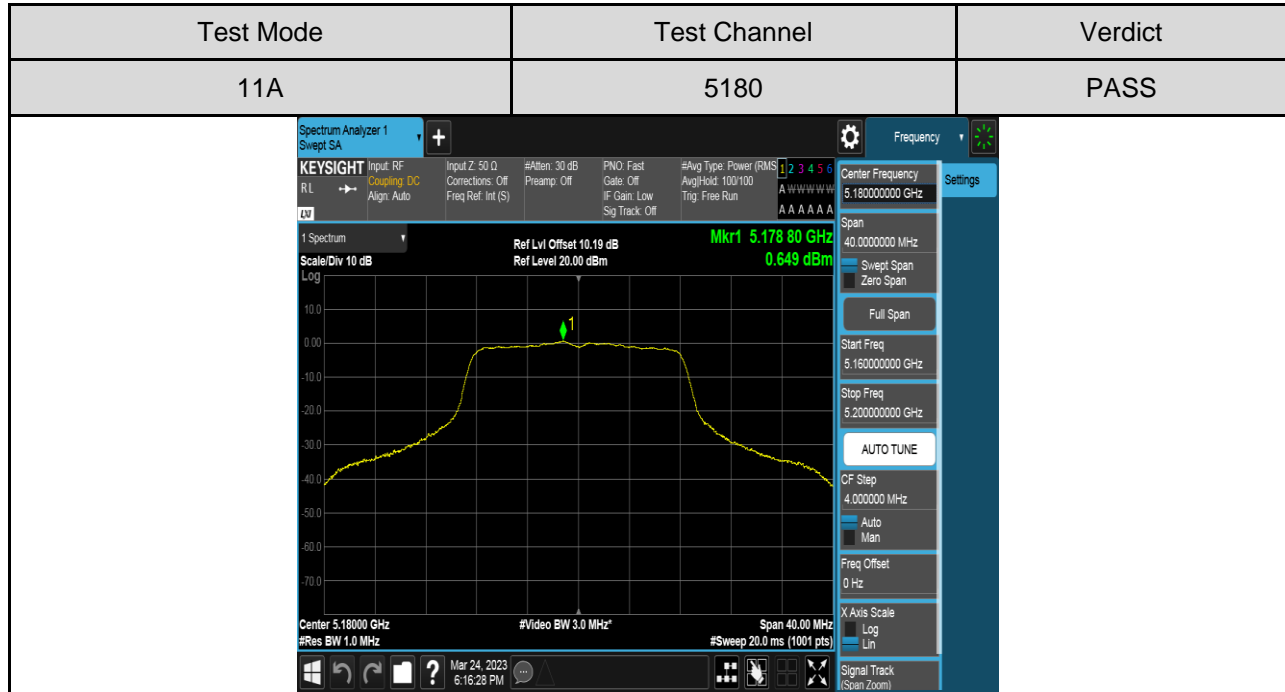 Test Mode Test Channel Verdict
11A 5180 PASS
Spectrum Analyzer 1
Swept SA
+
Frequency
KEYSIGHT
RL
LXI
Input: RF
Coupling: DC
Align: Auto
Input Z: 50 Ω
Corrections: Off
Freq Ref: Int (S)
#Atten: 30 dB
Preamp: Off
PNO: Fast
Gate: Off
IF Gain: Low
Sig Track: Off
#Avg Type: Power (RMS
Avg|Hold: 100/100
Trig: Free Run
1 2 3 4 5 6
A W W W W W
A A A A A A
1 Spectrum
Scale/Div 10 dB
Ref Lvl Offset 10.19 dB
Ref Level 20.00 dBm
Mkr1 5.178 80 GHz
0.649 dBm
Log
10.0
1
0.00
-10.0
-20.0
-30.0
-40.0
-50.0
-60.0
-70.0
Center 5.18000 GHz
#Res BW 1.0 MHz
#Video BW 3.0 MHz*
Span 40.00 MHz
#Sweep 20.0 ms (1001 pts)
?
Mar 24, 2023
6:16:28 PM
Center Frequency
5.180000000 GHz
Settings
Span
40.0000000 MHz
Swept Span
Zero Span
Full Span
Start Freq
5.160000000 GHz
Stop Freq
5.200000000 GHz
AUTO TUNE
CF Step
4.000000 MHz
Auto
Man
Freq Offset
0 Hz
X Axis Scale
Log
Lin
Signal Track
(Span Zoom)